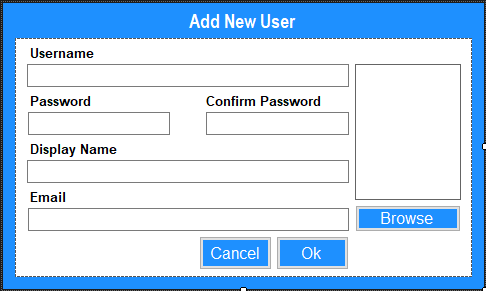 Add New User
Username
Password Confirm Password
Display Name
Email
Browse
Cancel Ok